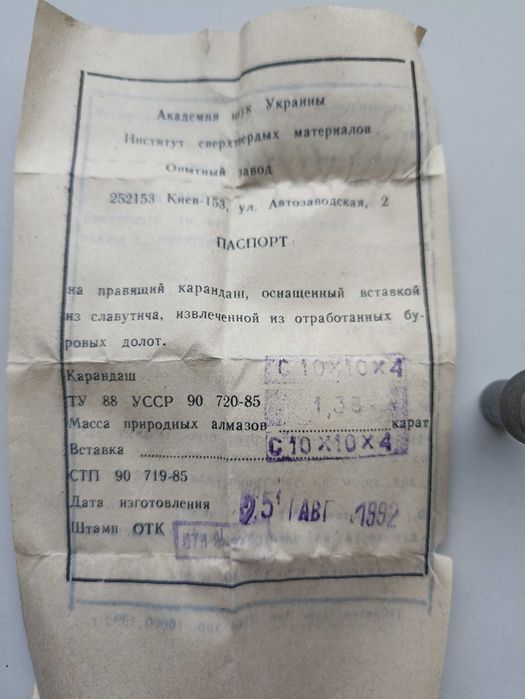 Академия наук Украины
Институт сверхтвердых материалов
Опытный завод
252153 Киев-153, ул. Автозаводская, 2
ПАСПОРТ
на правящий карандаш, оснащенный вставкой
из славутича, извлеченной из отработанных бу-
ровых долот.
Карандаш С 10×10×4
ТУ 88 УССР 90 720-85
Масса природных алмазов 1,38 карат
Вставка С 10×10×4
СТП 90 719-85
Дата изготовления 25 АВГ 1992
Штамп ОТК